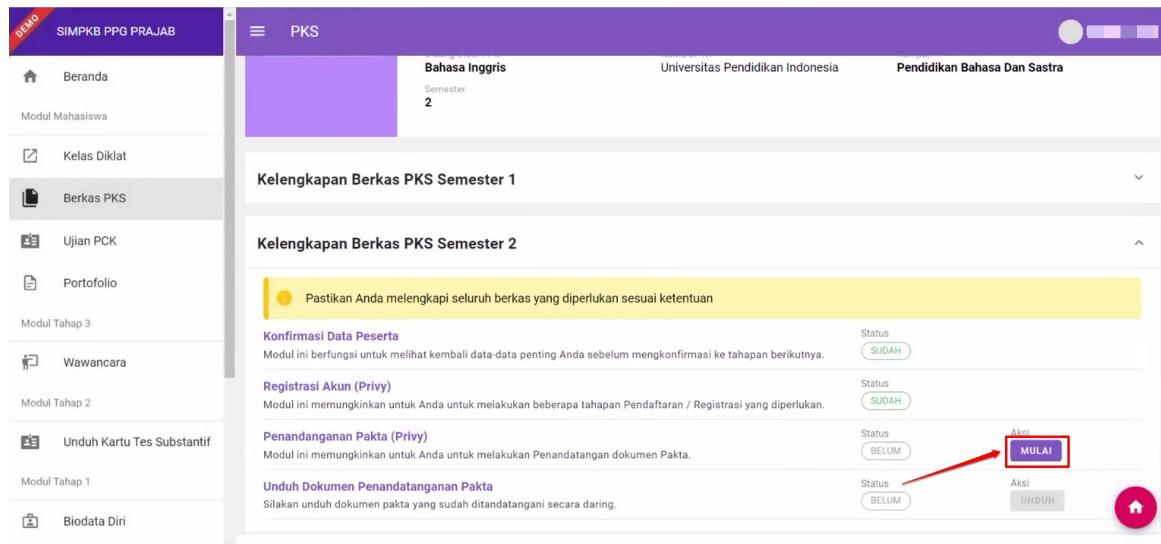 DEMO
SIMPKB PPG PRAJAB
PKS
Beranda
Modul Mahasiswa
Kelas Diklat
Berkas PKS
Ujian PCK
Portofolio
Modul Tahap 3
Wawancara
Modul Tahap 2
Unduh Kartu Tes Substantif
Modul Tahap 1
Biodata Diri
Bahasa Inggris
Universitas Pendidikan Indonesia
Pendidikan Bahasa Dan Sastra
Semester
2
Kelengkapan Berkas PKS Semester 1
Kelengkapan Berkas PKS Semester 2
Pastikan Anda melengkapi seluruh berkas yang diperlukan sesuai ketentuan
Konfirmasi Data Peserta
Modul ini berfungsi untuk melihat kembali data-data penting Anda sebelum mengkonfirmasi ke tahapan berikutnya.
Status
SUDAH
Registrasi Akun (Privy)
Modul ini memungkinkan untuk Anda untuk melakukan beberapa tahapan Pendaftaran / Registrasi yang diperlukan.
Status
SUDAH
Penandanganan Pakta (Privy)
Modul ini memungkinkan untuk Anda untuk melakukan Penandatangan dokumen Pakta.
Status
BELUM
Aksi
MULAI
Unduh Dokumen Penandatanganan Pakta
Silakan unduh dokumen pakta yang sudah ditandatangani secara daring.
Status
BELUM
Aksi
UNDUH